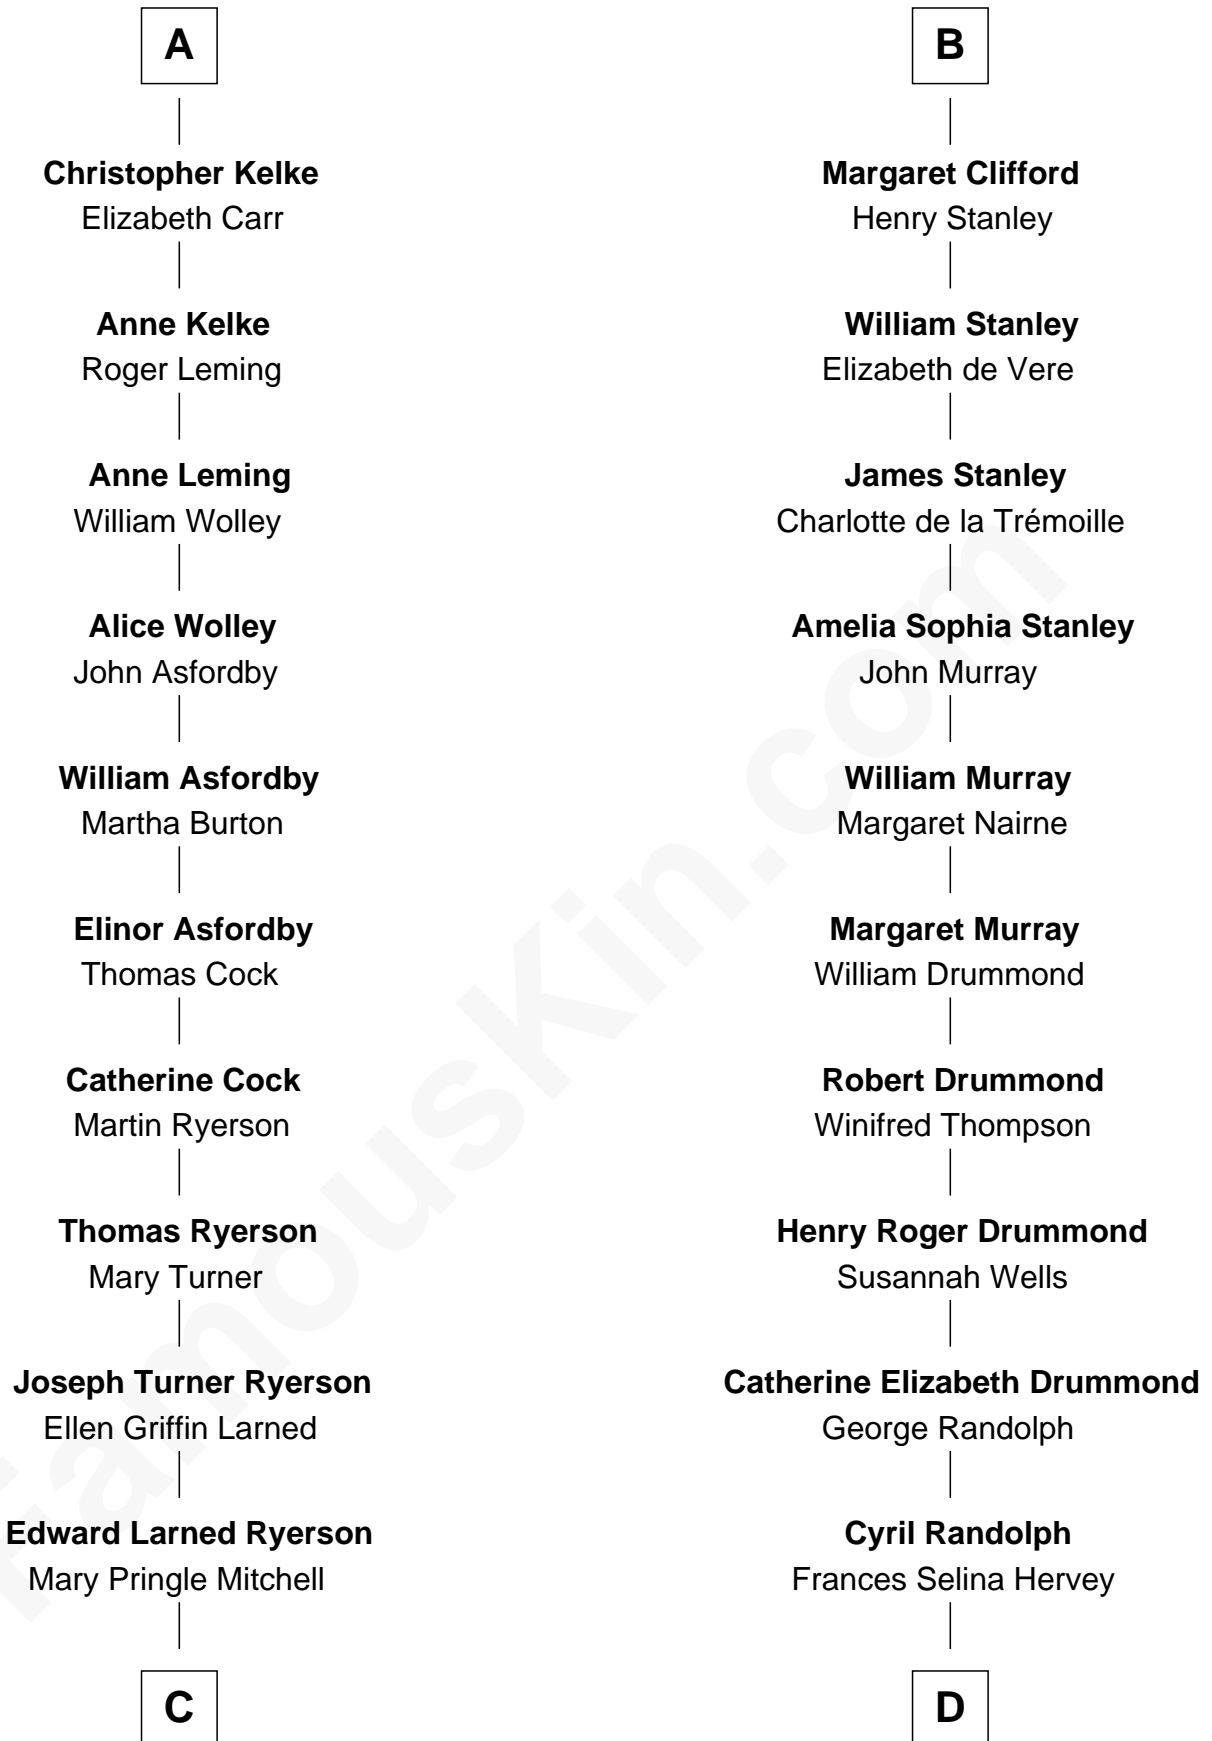 A
Christopher Kelke
Elizabeth Carr
Anne Kelke
Roger Leming
Anne Leming
William Wolley
Alice Wolley
John Asfordby
William Asfordby
Martha Burton
Elinor Asfordby
Thomas Cock
Catherine Cock
Martin Ryerson
Thomas Ryerson
Mary Turner
Joseph Turner Ryerson
Ellen Griffin Larned
Edward Larned Ryerson
Mary Pringle Mitchell
C
B
Margaret Clifford
Henry Stanley
William Stanley
Elizabeth de Vere
James Stanley
Charlotte de la Trémoille
Amelia Sophia Stanley
John Murray
William Murray
Margaret Nairne
Margaret Murray
William Drummond
Robert Drummond
Winifred Thompson
Henry Roger Drummond
Susannah Wells
Catherine Elizabeth Drummond
George Randolph
Cyril Randolph
Frances Selina Hervey
D
FamousKin.com